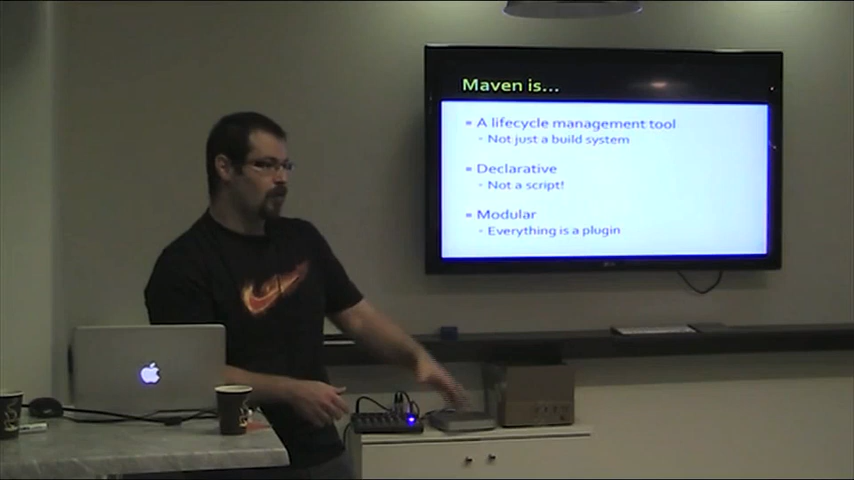 Maven is...
A lifecycle management tool
- Not just a build system
Declarative
- Not a script!
Modular
- Everything is a plugin